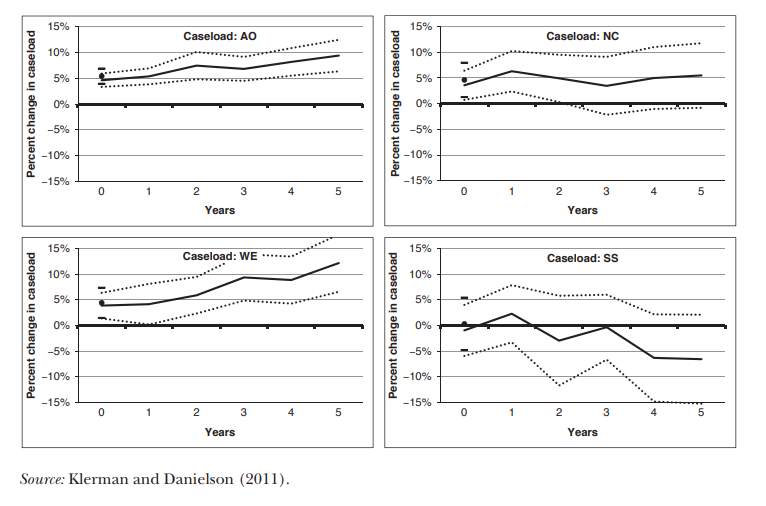 Caseload: AO
Percent change in caseload
15%
10%
5%
0%
−5%
−10%
−15%
0 1 2 3 4 5
Years
Caseload: NC
Percent change in caseload
15%
10%
5%
0%
−5%
−10%
−15%
0 1 2 3 4 5
Years
Caseload: WE
Percent change in caseload
15%
10%
5%
0%
−5%
−10%
−15%
0 1 2 3 4 5
Years
Caseload: SS
Percent change in caseload
15%
10%
5%
0%
−5%
−10%
−15%
0 1 2 3 4 5
Years
Source: Klerman and Danielson (2011).